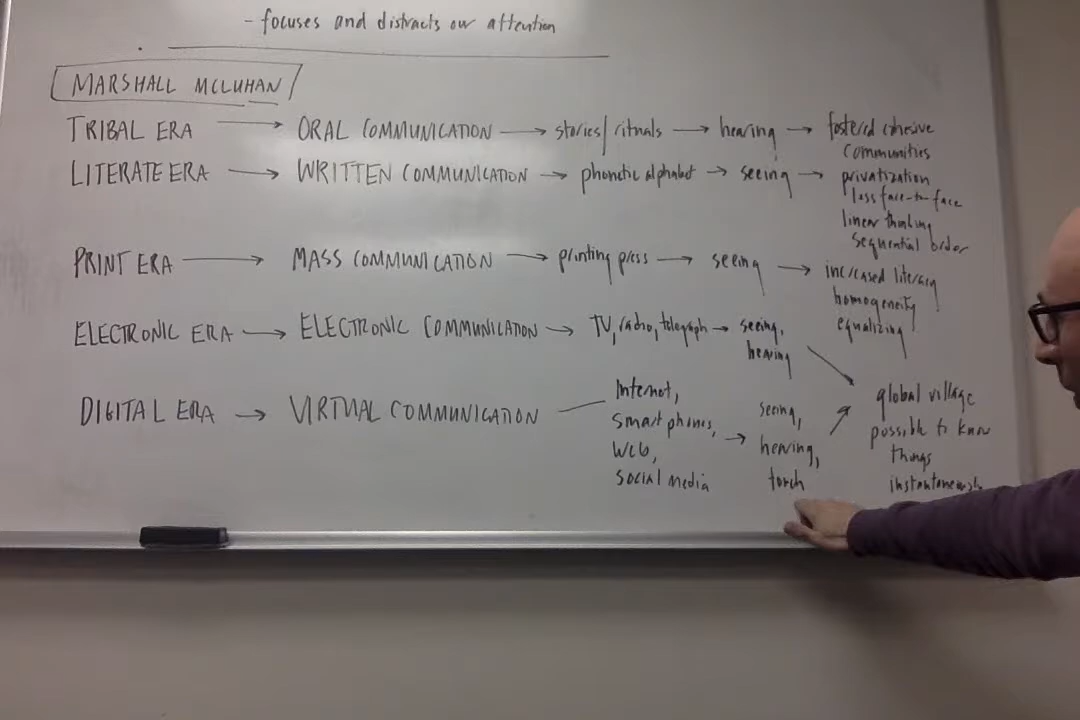 - focuses and distracts our attention
MARSHALL MCLUHAN
TRIBAL ERA → ORAL COMMUNICATION → stories/rituals → hearing → fostered cohesive
communities
LITERATE ERA → WRITTEN COMMUNICATION → phonetic alphabet → seeing → privatization
less face-to-face
linear thinking
sequential order
PRINT ERA → MASS COMMUNICATION → printing press → seeing → increased literacy
homogeneity
equalizing
ELECTRONIC ERA → ELECTRONIC COMMUNICATION → TV, radio, telegraph → seeing,
hearing
DIGITAL ERA → VIRTUAL COMMUNICATION — Internet,
Smart phones,
Web,
social media
→ seeing,
hearing,
touch
global village
possible to know
things
instantaneously